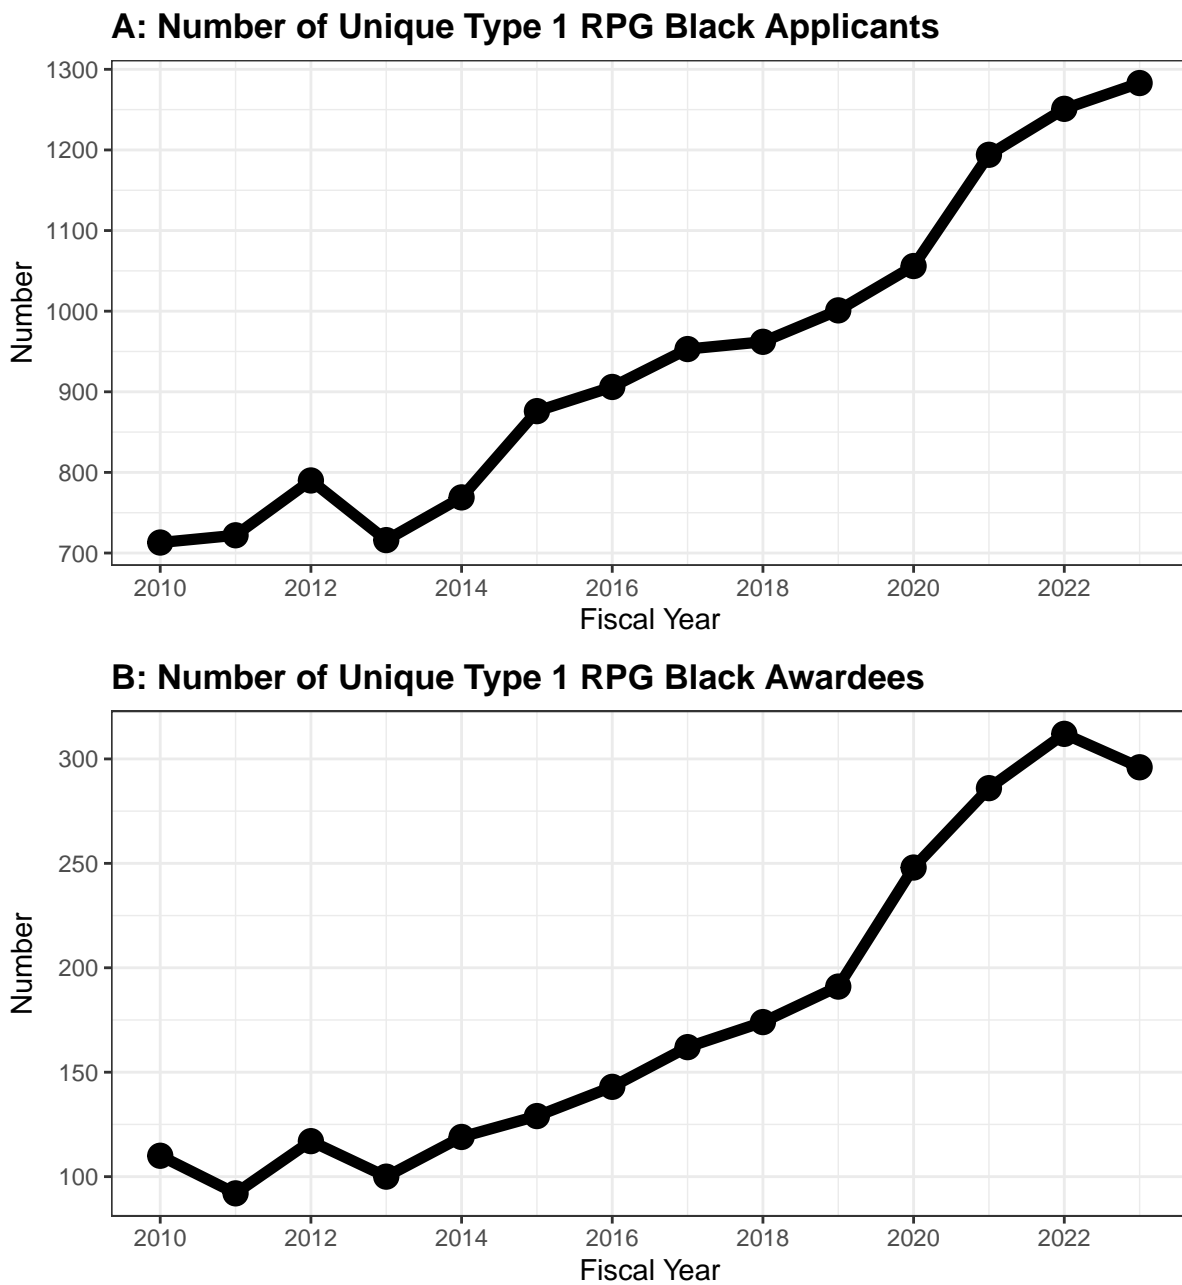 A: Number of Unique Type 1 RPG Black Applicants
1300
1200
1100
1000
900
800
700
Number
2010 2012 2014 2016 2018 2020 2022
Fiscal Year
B: Number of Unique Type 1 RPG Black Awardees
300
250
200
150
100
Number
2010 2012 2014 2016 2018 2020 2022
Fiscal Year